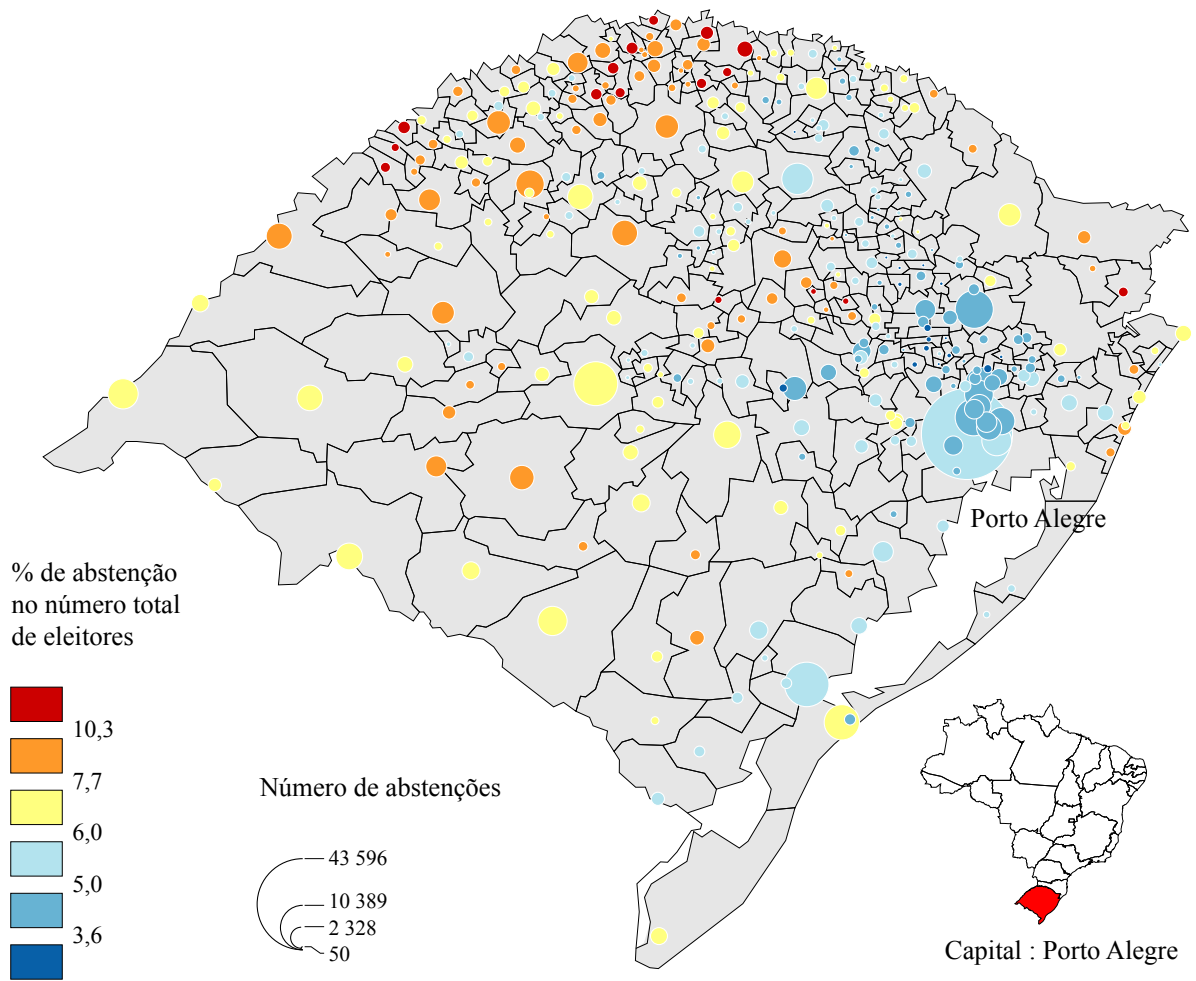 Porto Alegre
% de abstenção
no número total
de eleitores
10,3
7,7
6,0
5,0
3,6
Número de abstenções
43 596
10 389
2 328
50
Capital : Porto Alegre